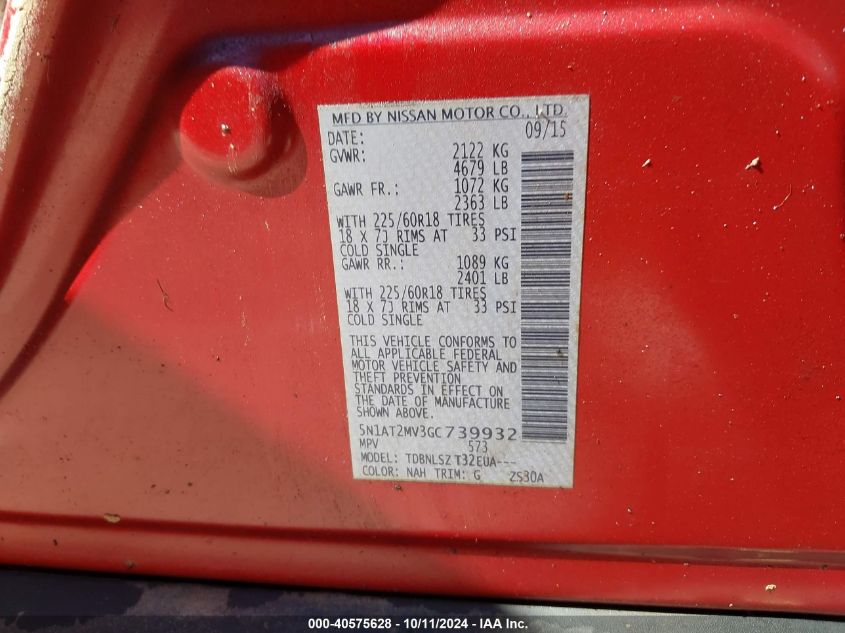 MFD BY NISSAN MOTOR CO., LTD.
DATE: 09/15
GVWR: 2122 KG
4679 LB
GAWR FR.: 1072 KG
2363 LB
WITH 225/60R18 TIRES
18 X 7J RIMS AT 33 PSI
COLD SINGLE
GAWR RR.: 1089 KG
2401 LB
WITH 225/60R18 TIRES
18 X 7J RIMS AT 33 PSI
COLD SINGLE
THIS VEHICLE CONFORMS TO
ALL APPLICABLE FEDERAL
MOTOR VEHICLE SAFETY AND
THEFT PREVENTION
STANDARDS IN EFFECT ON
THE DATE OF MANUFACTURE
SHOWN ABOVE.
5N1AT2MV3GC739932
MPV 573
MODEL: TDBNLSZ T32EUA---
COLOR: NAH TRIM: G ZS30A
000-40575628 - 10/11/2024 - IAA Inc.